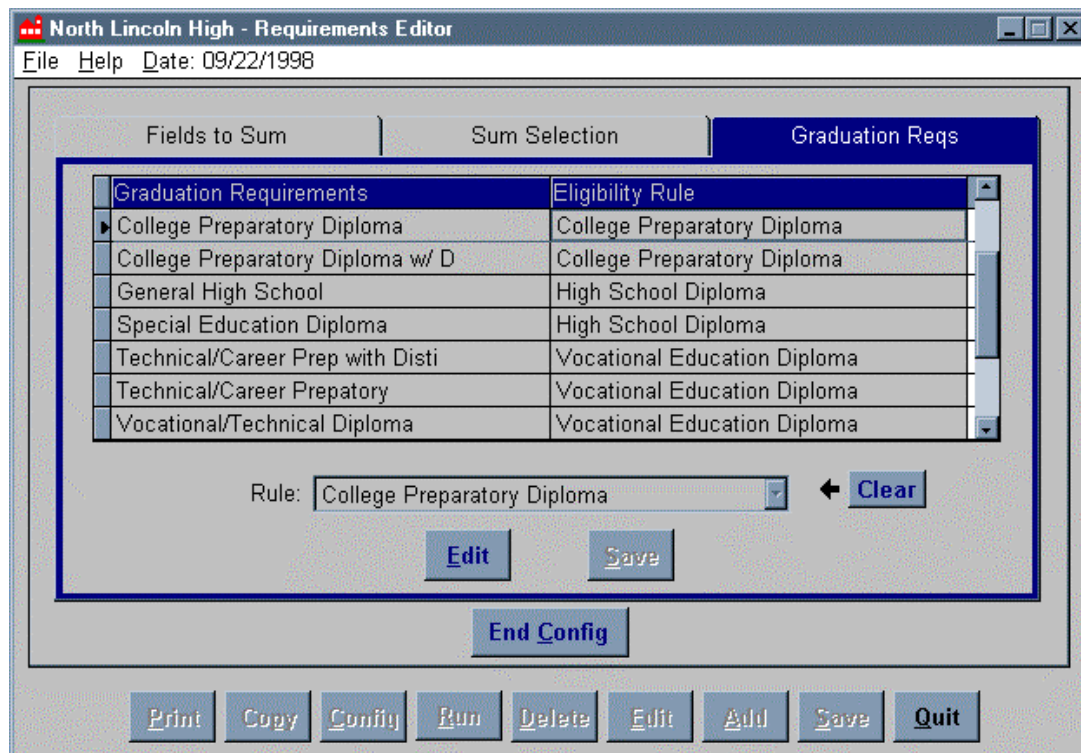 North Lincoln High - Requirements Editor
File Help Date: 09/22/1998
Fields to Sum Sum Selection Graduation Reqs
Graduation Requirements Eligibility Rule
College Preparatory Diploma College Preparatory Diploma
College Preparatory Diploma w/ D College Preparatory Diploma
General High School High School Diploma
Special Education Diploma High School Diploma
Technical/Career Prep with Disti Vocational Education Diploma
Technical/Career Prepatory Vocational Education Diploma
Vocational/Technical Diploma Vocational Education Diploma
Rule: College Preparatory Diploma Clear
Edit Save
End Config
Print Copy Config Run Delete Edit Add Save Quit